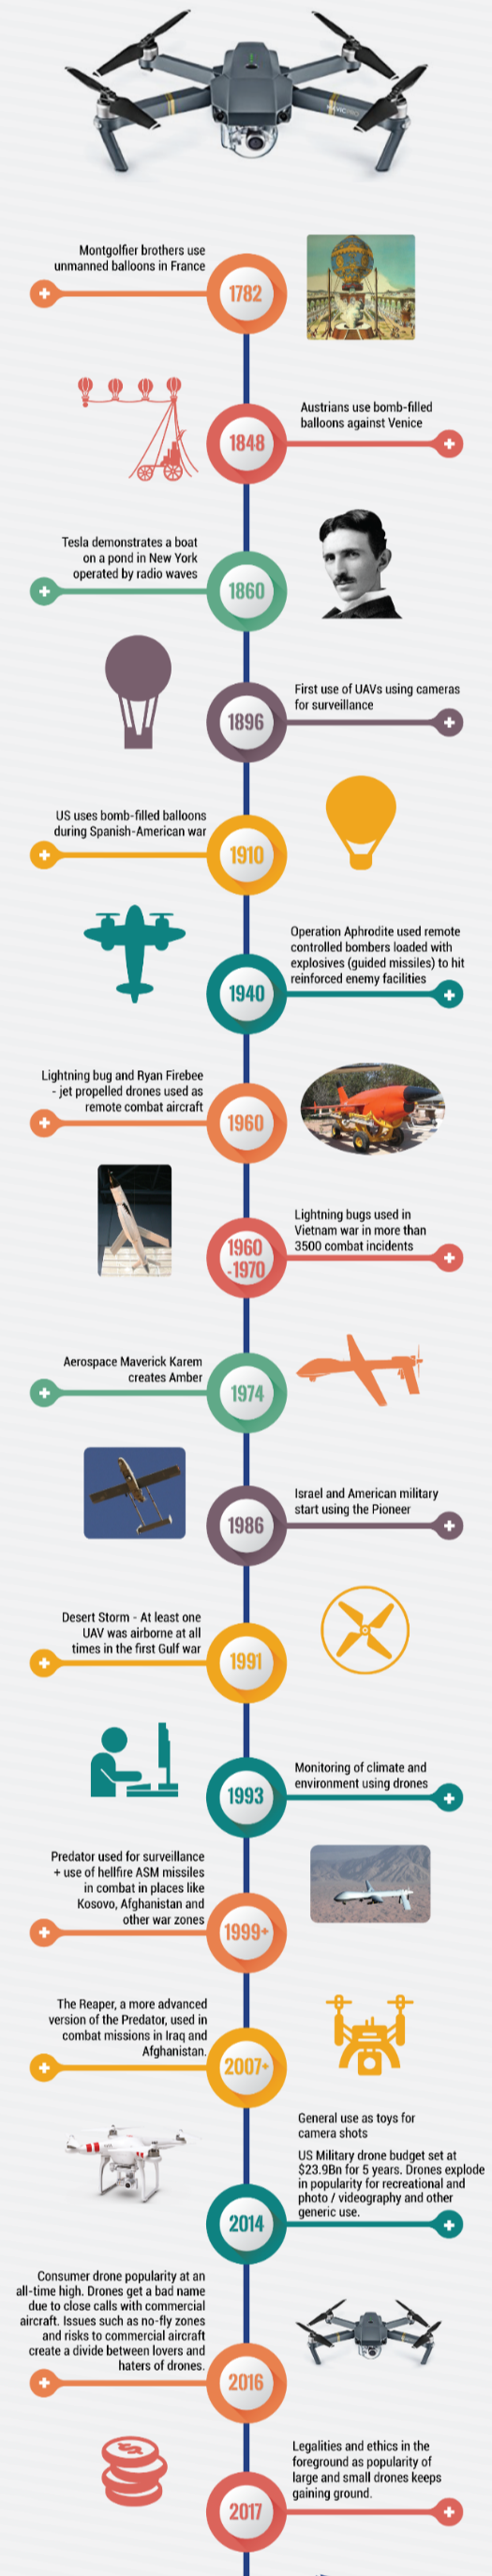 MAVIC PRO
Montgolfier brothers use
unmanned balloons in France
1782
Austrians use bomb-filled
balloons against Venice
1848
Tesla demonstrates a boat
on a pond in New York
operated by radio waves
1860
First use of UAVs using cameras
for surveillance
1896
US uses bomb-filled balloons
during Spanish-American war
1910
Operation Aphrodite used remote
controlled bombers loaded with
explosives (guided missiles) to hit
reinforced enemy facilities
1940
Lightning bug and Ryan Firebee
- jet propelled drones used as
remote combat aircraft
1960
Lightning bugs used in
Vietnam war in more than
3500 combat incidents
1960
-1970
Aerospace Maverick Karem
creates Amber
1974
Israel and American military
start using the Pioneer
1986
Desert Storm - At least one
UAV was airborne at all
times in the first Gulf war
1991
Monitoring of climate and
environment using drones
1993
Predator used for surveillance
+ use of hellfire ASM missiles
in combat in places like
Kosovo, Afghanistan and
other war zones
1999+
The Reaper, a more advanced
version of the Predator, used in
combat missions in Iraq and
Afghanistan.
2007+
General use as toys for
camera shots
US Military drone budget set at
$23.9Bn for 5 years. Drones explode
in popularity for recreational and
photo / videography and other
generic use.
2014
Consumer drone popularity at an
all-time high. Drones get a bad name
due to close calls with commercial
aircraft. Issues such as no-fly zones
and risks to commercial aircraft
create a divide between lovers and
haters of drones.
2016
Legalities and ethics in the
foreground as popularity of
large and small drones keeps
gaining ground.
2017